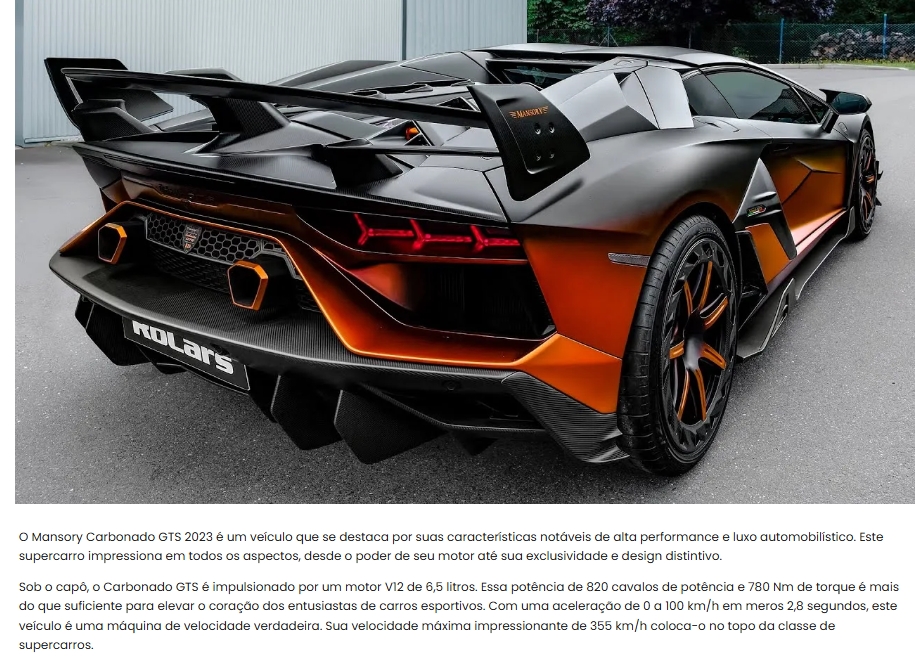 MANSORY
ROLARS
O Mansory Carbonado GTS 2023 é um veículo que se destaca por suas características notáveis de alta performance e luxo automobilístico. Este
supercarro impressiona em todos os aspectos, desde o poder de seu motor até sua exclusividade e design distintivo.
Sob o capô, o Carbonado GTS é impulsionado por um motor V12 de 6,5 litros. Essa potência de 820 cavalos de potência e 780 Nm de torque é mais
do que suficiente para elevar o coração dos entusiastas de carros esportivos. Com uma aceleração de 0 a 100 km/h em meros 2,8 segundos, este
veículo é uma máquina de velocidade verdadeira. Sua velocidade máxima impressionante de 355 km/h coloca-o no topo da classe de
supercarros.